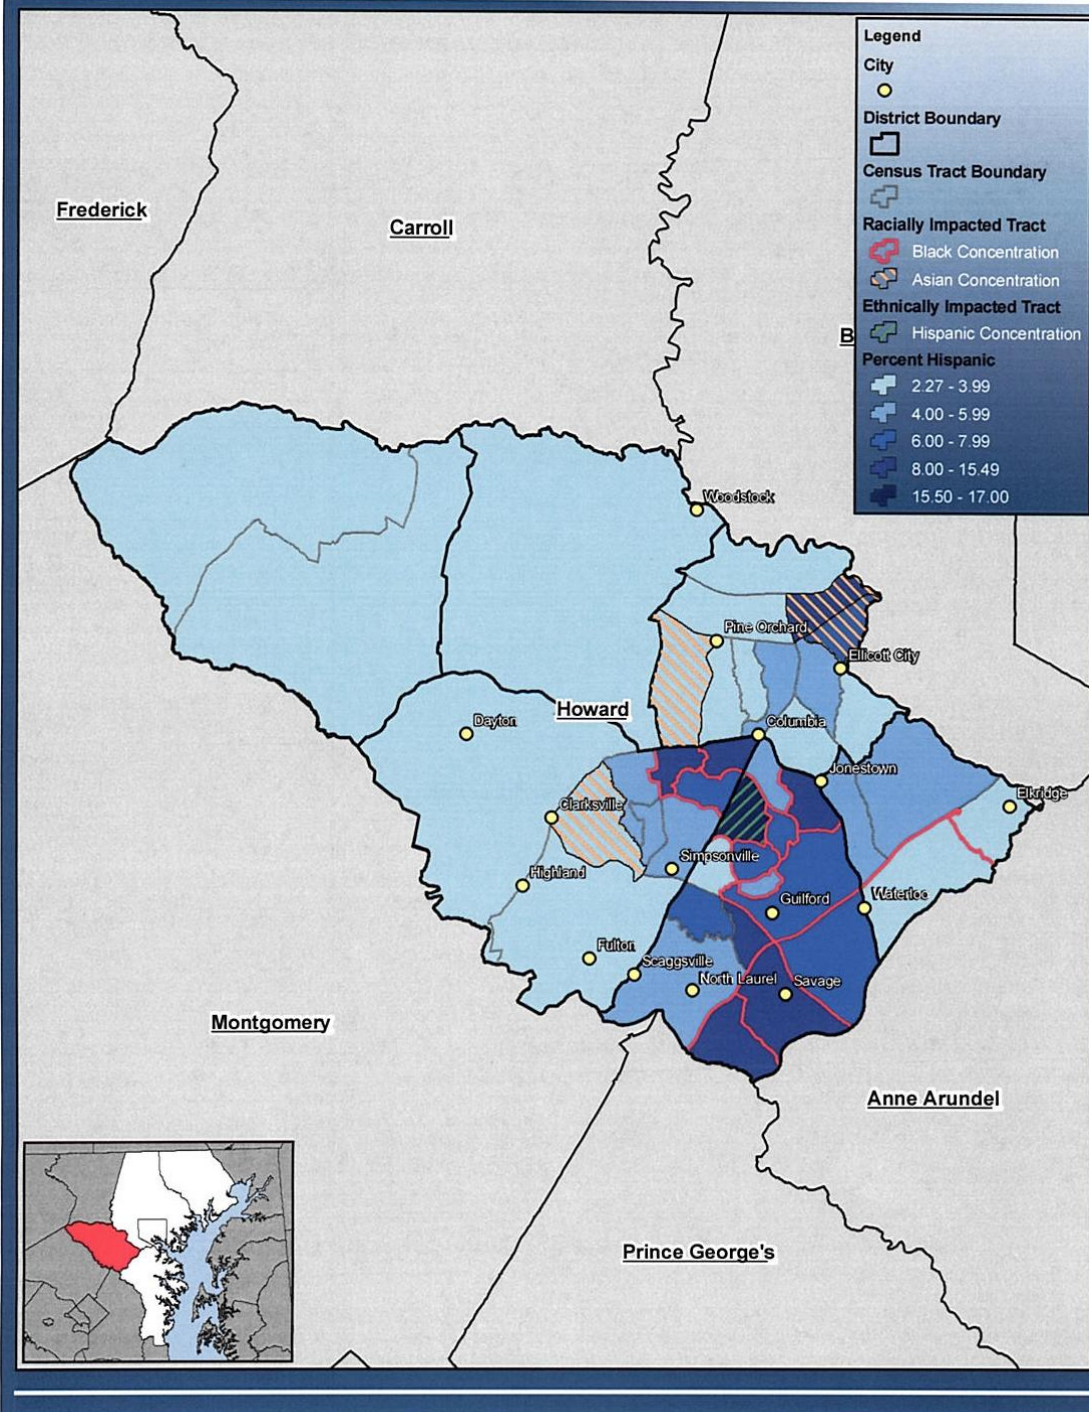 Legend
City
District Boundary
Census Tract Boundary
Racially Impacted Tract
Black Concentration
Asian Concentration
Ethnically Impacted Tract
Hispanic Concentration
Percent Hispanic
2.27 - 3.99
4.00 - 5.99
6.00 - 7.99
8.00 - 15.49
15.50 - 17.00
Frederick
Carroll
B
Woodstock
Pine Orchard
Ellicott City
Howard
Dayton
Columbia
Jonestown
Elkridge
Clarksville
Simpsonville
Highland
Guilford
Waterloo
Fulton
Scaggsville
North Laurel
Savage
Montgomery
Anne Arundel
Prince George's